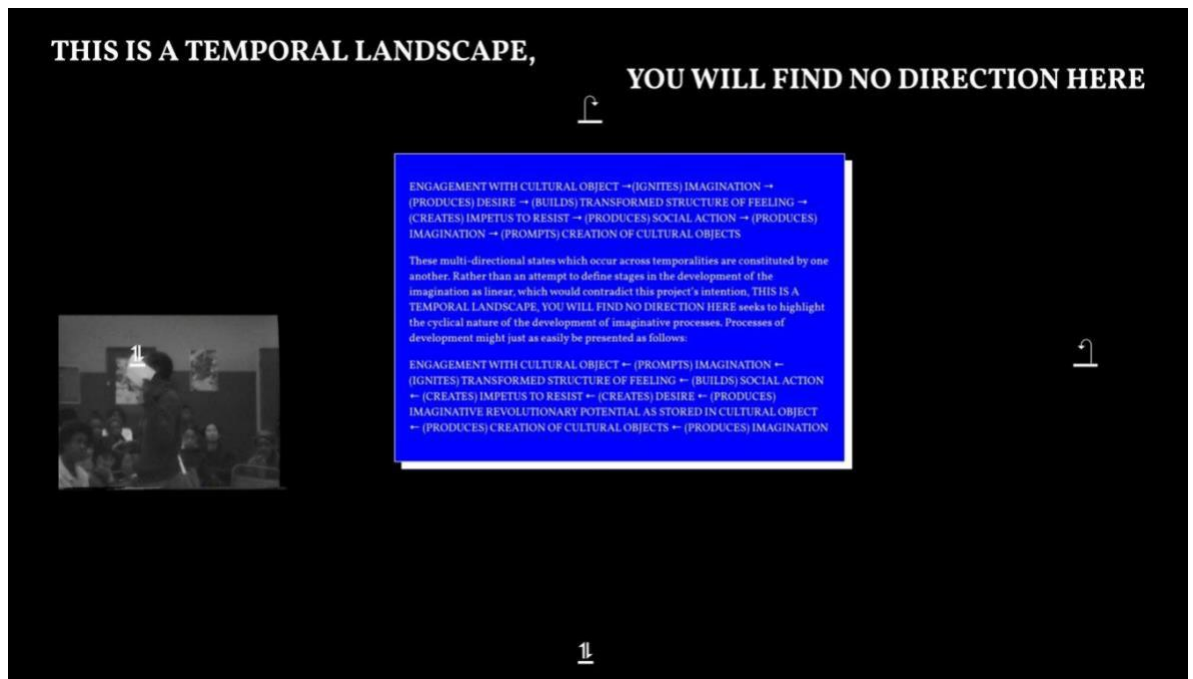 THIS IS A TEMPORAL LANDSCAPE,
YOU WILL FIND NO DIRECTION HERE
ENGAGEMENT WITH CULTURAL OBJECT →(IGNITES) IMAGINATION →
(PRODUCES) DESIRE → (BUILDS) TRANSFORMED STRUCTURE OF FEELING →
(CREATES) IMPETUS TO RESIST → (PRODUCES) SOCIAL ACTION → (PRODUCES)
IMAGINATION → (PROMPTS) CREATION OF CULTURAL OBJECTS
These multi-directional states which occur across temporalities are constituted by one
another. Rather than an attempt to define stages in the development of the
imagination as linear, which would contradict this project's intention, THIS IS A
TEMPORAL LANDSCAPE, YOU WILL FIND NO DIRECTION HERE seeks to highlight
the cyclical nature of the development of imaginative processes. Processes of
development might just as easily be presented as follows:
ENGAGEMENT WITH CULTURAL OBJECT ← (PROMPTS) IMAGINATION ←
(IGNITES) TRANSFORMED STRUCTURE OF FEELING ← (BUILDS) SOCIAL ACTION
← (CREATES) IMPETUS TO RESIST ← (CREATES) DESIRE ← (PRODUCES)
IMAGINATIVE REVOLUTIONARY POTENTIAL AS STORED IN CULTURAL OBJECT
← (PRODUCES) CREATION OF CULTURAL OBJECTS ← (PRODUCES) IMAGINATION